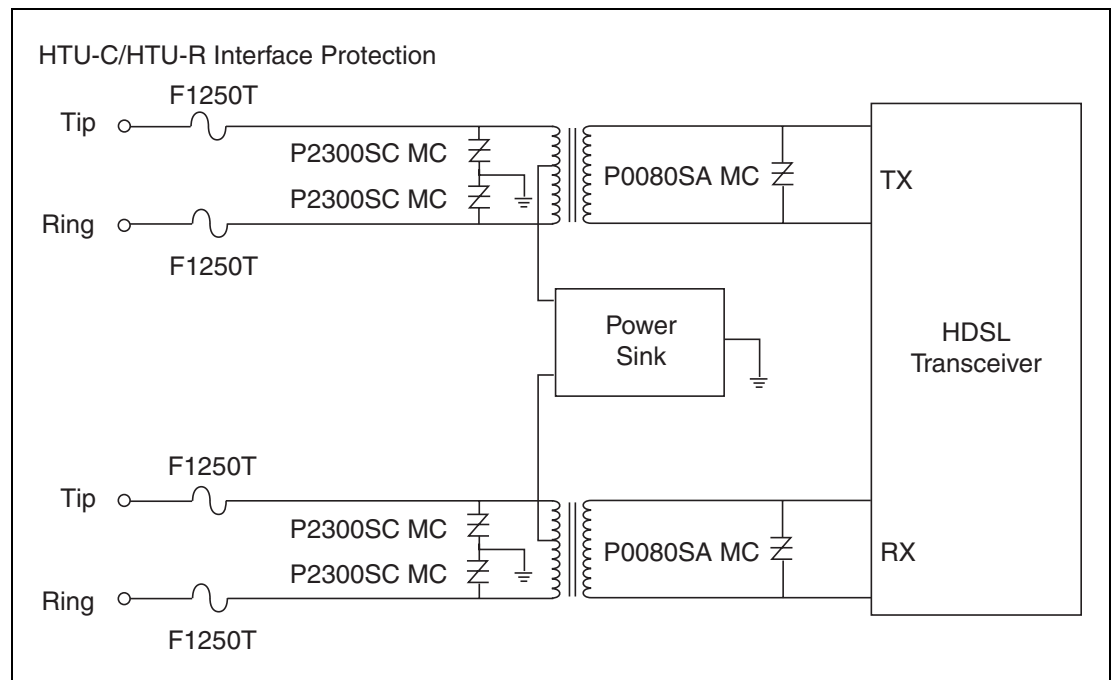 HTU-C/HTU-R Interface Protection
F1250T
Tip
P2300SC MC
P0080SA MC
TX
P2300SC MC
Ring
F1250T
Power
Sink
HDSL
Transceiver
F1250T
Tip
P2300SC MC
P0080SA MC
RX
P2300SC MC
Ring
F1250T